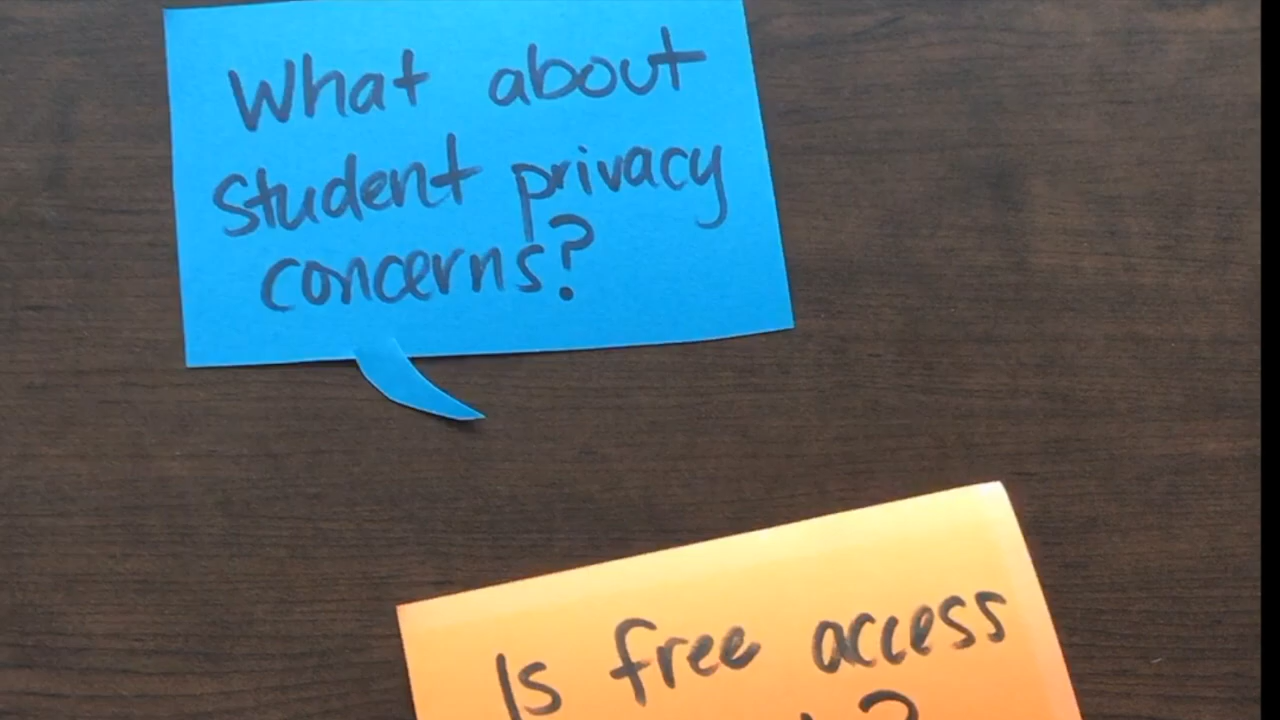 What about
student privacy
concerns?
Is free access
?